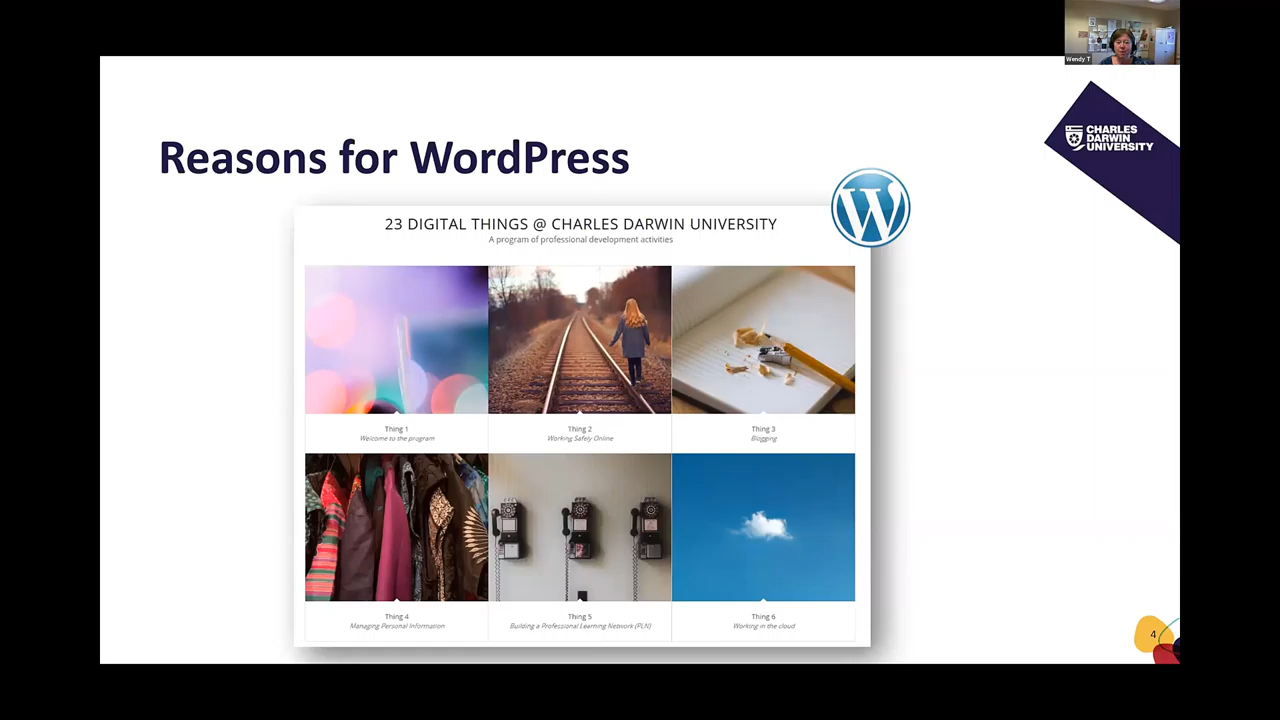 Wendy T
CHARLES
DARWIN
UNIVERSITY
Reasons for WordPress
W
23 DIGITAL THINGS @ CHARLES DARWIN UNIVERSITY
A program of professional development activities
Thing 1
Welcome to the program
Thing 2
Working Safely Online
Thing 3
Blogging
Thing 4
Managing Personal Information
Thing 5
Building a Professional Learning Network (PLN)
Thing 6
Working in the cloud
4